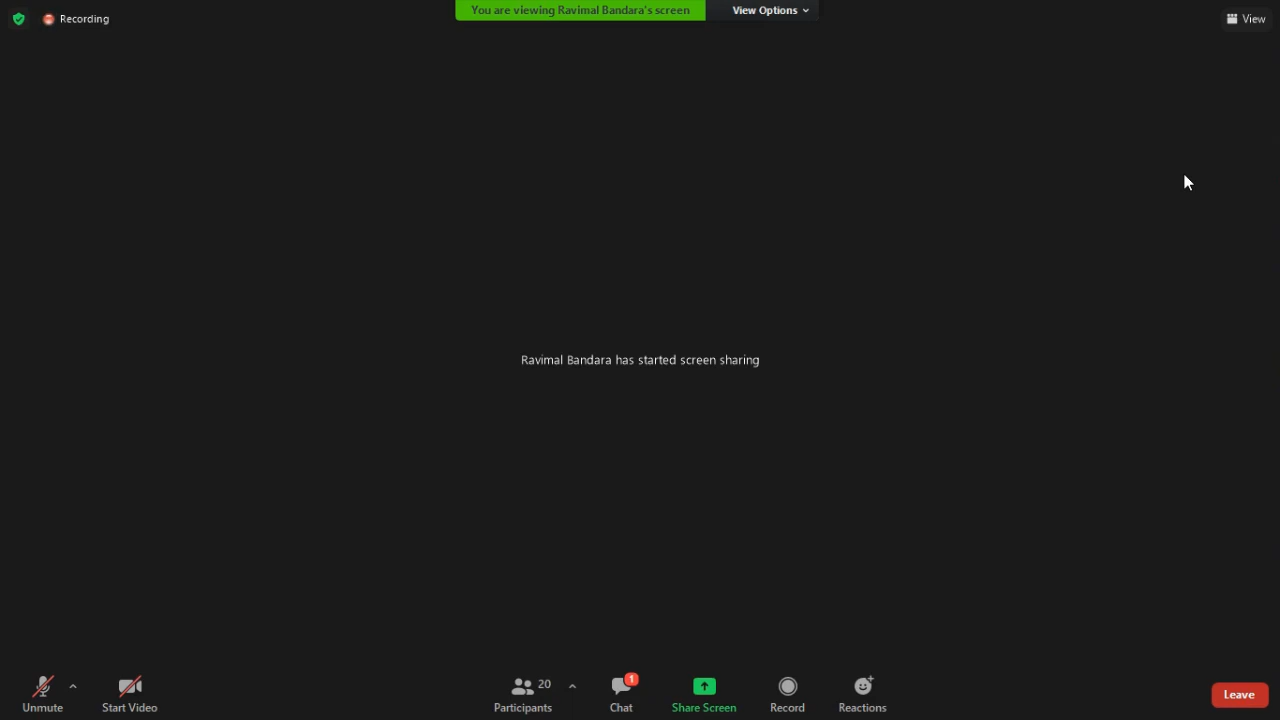 Recording
You are viewing Ravimal Bandara's screen
View Options
View
Ravimal Bandara has started screen sharing
Unmute
Start Video
20
Participants
1
Chat
Share Screen
Record
Reactions
Leave